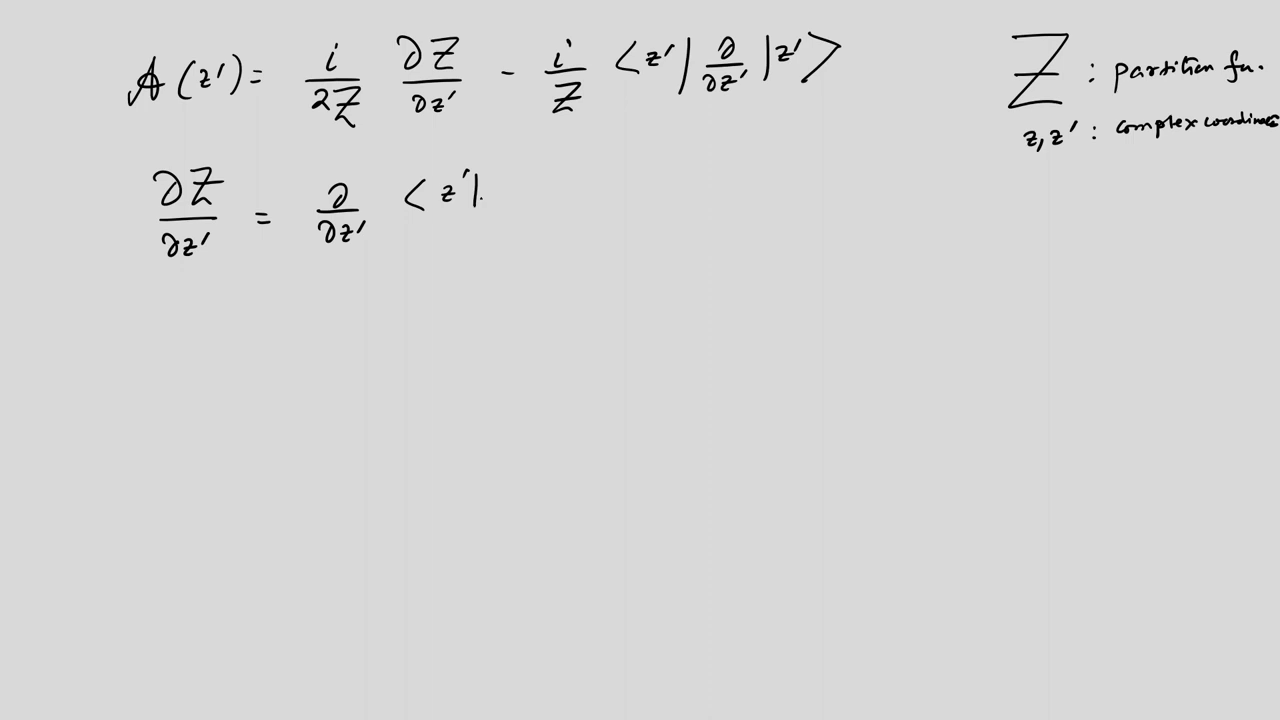 A(z') = i/2Z ∂Z/∂z' - i/Z <z'|∂/∂z'|z'>
Z : partition fn.
z, z' : complex coordinates
∂Z/∂z' = ∂/∂z' <z'|